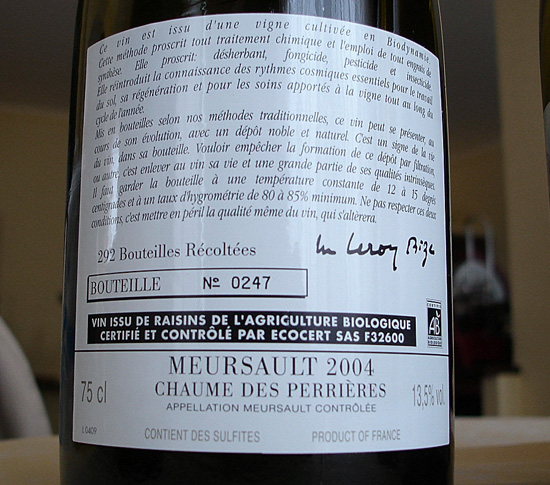 Ce vin est issu d'une vigne cultivée en Biodynamie.
Cette méthode proscrit tout traitement chimique et l'emploi de tout engrais de
synthèse. Elle proscrit: désherbant, fongicide, pesticide et insecticide.
Elle réintroduit la connaissance des rythmes cosmiques essentiels pour le travail
du sol, sa régénération et pour les soins apportés à la vigne tout au long du
cycle de l'année.
Mis en bouteilles selon nos méthodes traditionnelles, ce vin peut se présenter, au
cours de son évolution, avec un dépôt noble et naturel. C'est un signe de la vie
du vin, dans sa bouteille. Vouloir empêcher la formation de ce dépôt par filtration
ou autre, c'est enlever au vin sa vie et une grande partie de ses qualités intrinsèques.
Il faut garder la bouteille à une température constante de 12 à 15 degrés
centigrades et à un taux d'hygrométrie de 80 à 85% minimum. Ne pas respecter ces deux
conditions, c'est mettre en péril la qualité même du vin, qui s'altèrera.
292 Bouteilles Récoltées
Leroy
BOUTEILLE Nº 0247
VIN ISSU DE RAISINS DE L'AGRICULTURE BIOLOGIQUE
CERTIFIÉ ET CONTRÔLÉ PAR ECOCERT SAS F32600
AB
MEURSAULT 2004
CHAUME DES PERRIÈRES
75 cl
13,5% vol.
APPELLATION MEURSAULT CONTRÔLÉE
L0409
CONTIENT DES SULFITES PRODUCT OF FRANCE